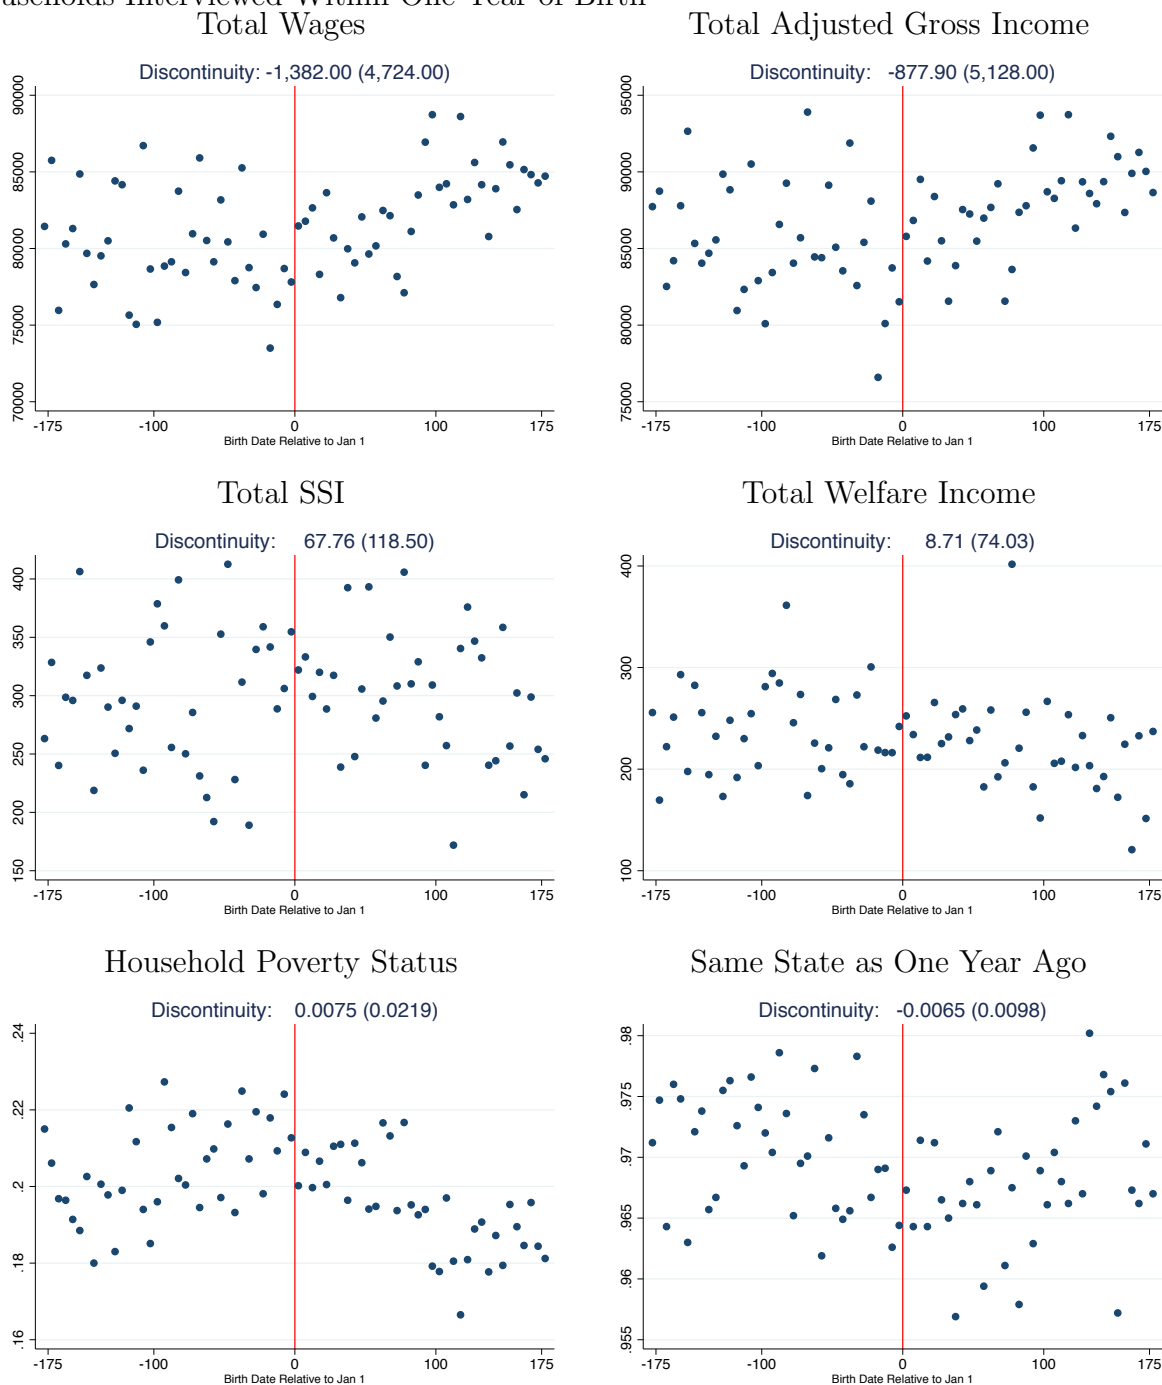 Households Interviewed Within One Year of Birth
Total Wages
Discontinuity: -1,382.00 (4,724.00)
90000
85000
80000
75000
70000
-175 -100 0 100 175
Birth Date Relative to Jan 1
Total Adjusted Gross Income
Discontinuity: -877.90 (5,128.00)
95000
90000
85000
80000
75000
-175 -100 0 100 175
Birth Date Relative to Jan 1
Total SSI
Discontinuity: 67.76 (118.50)
400
350
300
250
200
150
-175 -100 0 100 175
Birth Date Relative to Jan 1
Total Welfare Income
Discontinuity: 8.71 (74.03)
400
300
200
100
-175 -100 0 100 175
Birth Date Relative to Jan 1
Household Poverty Status
Discontinuity: 0.0075 (0.0219)
.24
.22
.2
.18
.16
-175 -100 0 100 175
Birth Date Relative to Jan 1
Same State as One Year Ago
Discontinuity: -0.0065 (0.0098)
.98
.975
.97
.965
.96
.955
-175 -100 0 100 175
Birth Date Relative to Jan 1